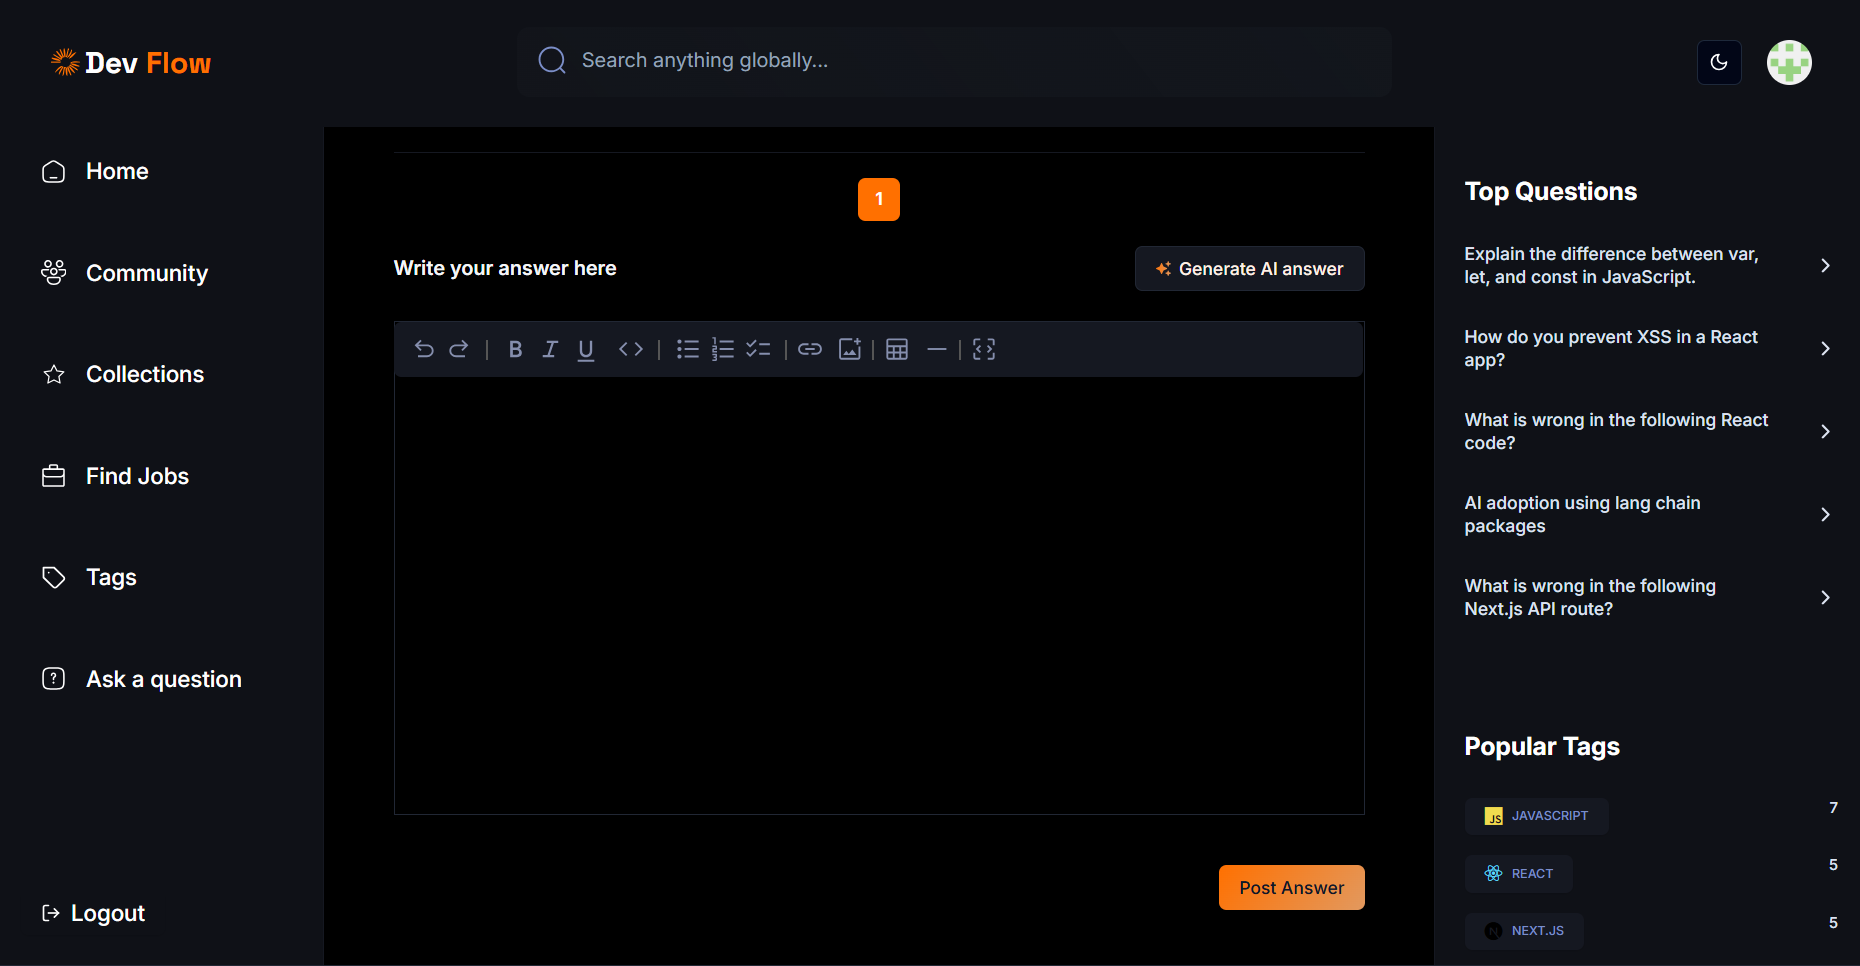 Dev Flow
Search anything globally...
Home
Community
Collections
Find Jobs
Tags
Ask a question
Logout
1
Write your answer here
Generate AI answer
Post Answer
Top Questions
Explain the difference between var,
let, and const in JavaScript.
How do you prevent XSS in a React
app?
What is wrong in the following React
code?
AI adoption using lang chain
packages
What is wrong in the following
Next.js API route?
Popular Tags
JS JAVASCRIPT 7
REACT 5
N NEXT.JS 5